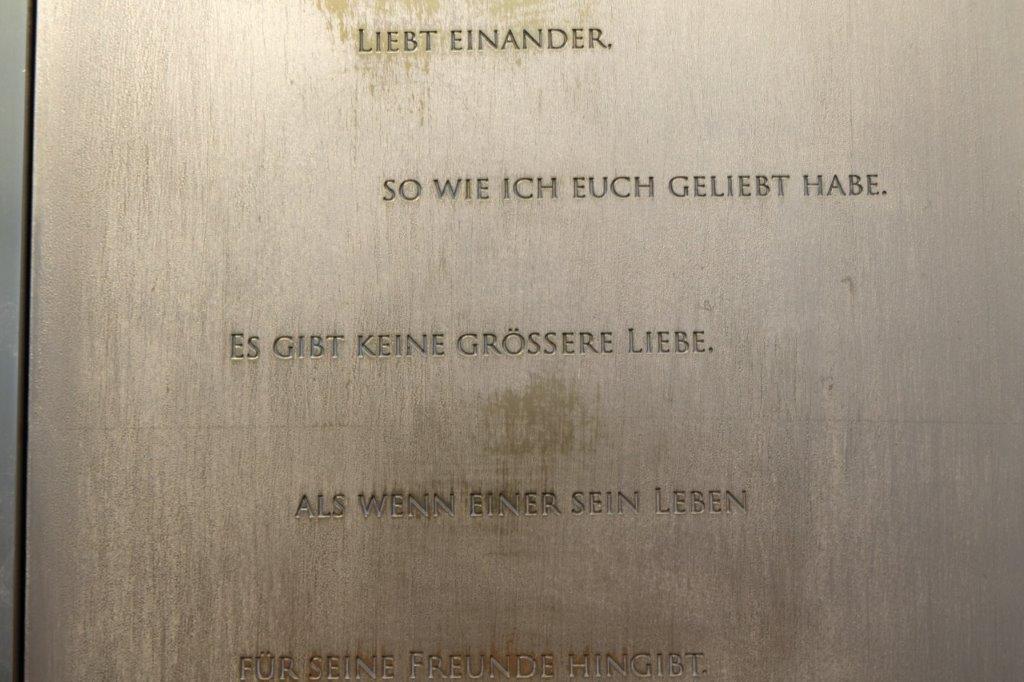 Liebt einander,
so wie ich euch geliebt habe.
Es gibt keine grössere Liebe,
als wenn einer sein Leben
für seine Freunde hingibt.